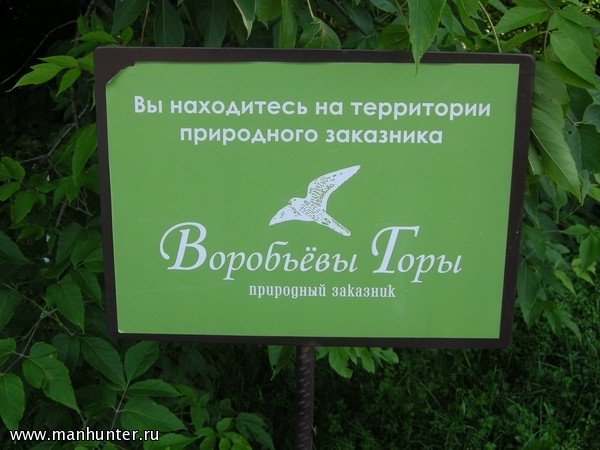 Вы находитесь на территории
природного заказника
Воробьёвы Горы
природный заказник
www.manhunter.ru